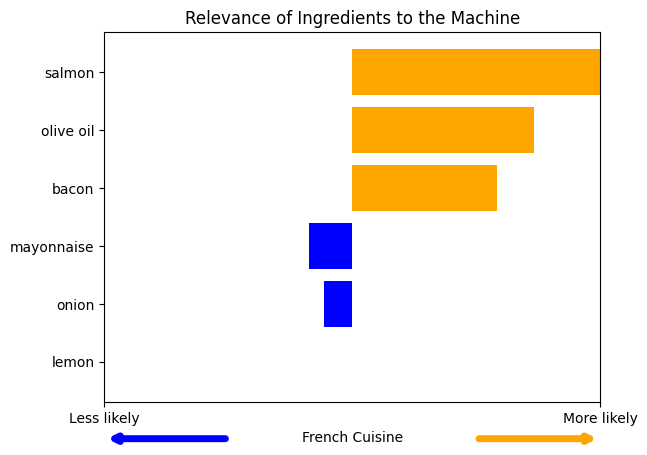 Relevance of Ingredients to the Machine
salmon
olive oil
bacon
mayonnaise
onion
lemon
Less likely
More likely
French Cuisine